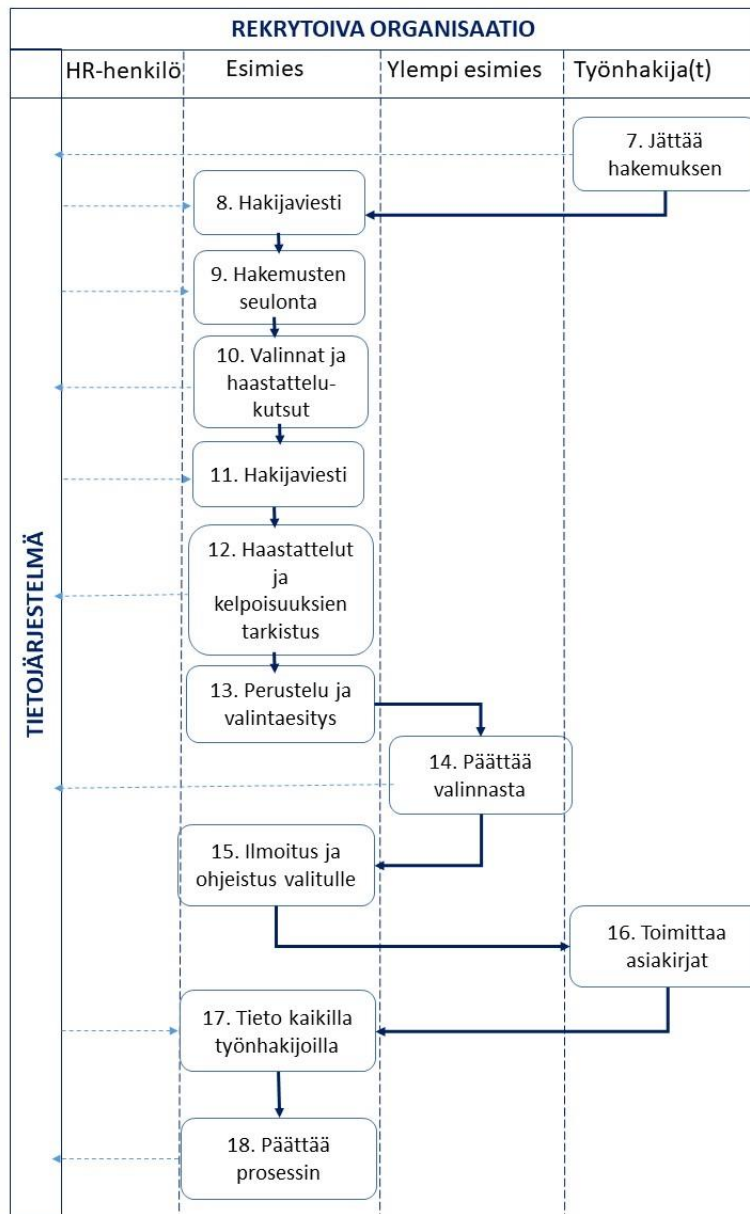 REKRYTOIVA ORGANISAATIO
HR-henkilö
Esimies
Ylempi esimies
Työnhakija(t)
TIETOJÄRJESTELMÄ
7. Jättää
hakemuksen
8. Hakijaviesti
9. Hakemusten
seulonta
10. Valinnat ja
haastattelu-
kutsut
11. Hakijaviesti
12. Haastattelut
ja
kelpoisuuksien
tarkistus
13. Perustelu ja
valintaesitys
14. Päättää
valinnasta
15. Ilmoitus ja
ohjeistus valitulle
16. Toimittaa
asiakirjat
17. Tieto kaikilla
työnhakijoilla
18. Päättää
prosessin